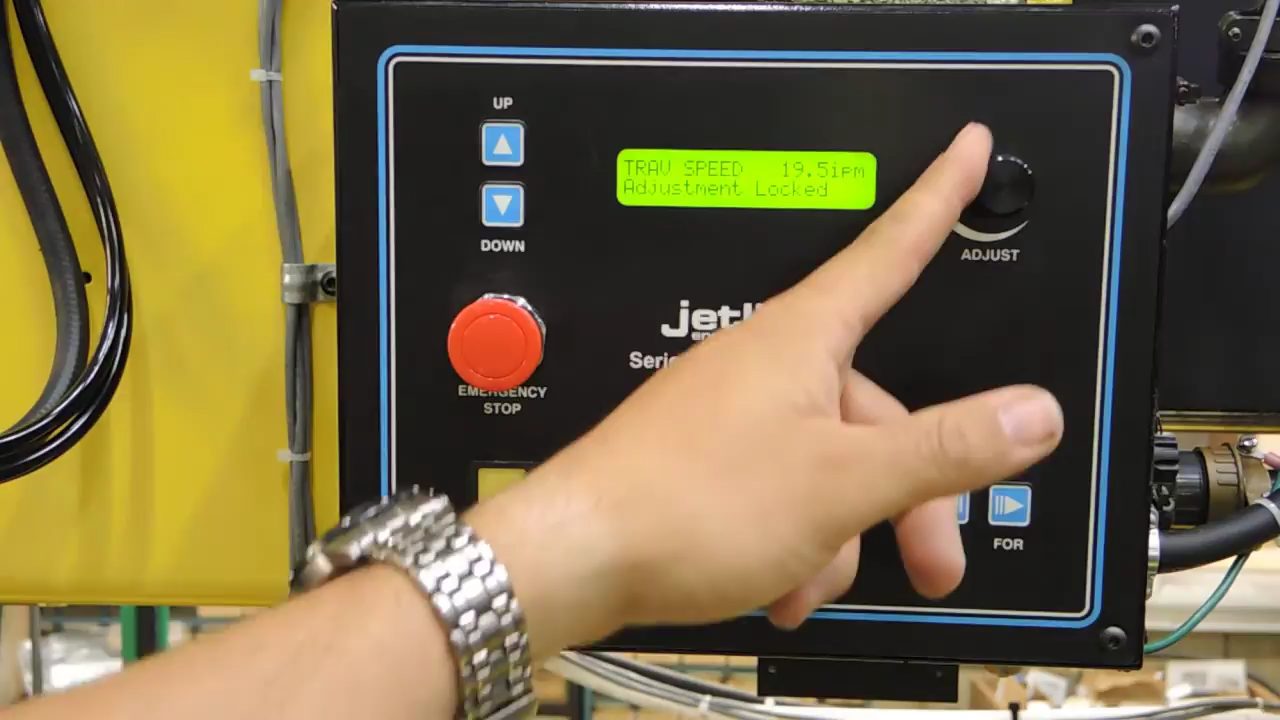 UP
DOWN
TRAV SPEED 19.5ipm
Adjustment Locked
ADJUST
EMERGENCY
STOP
FOR